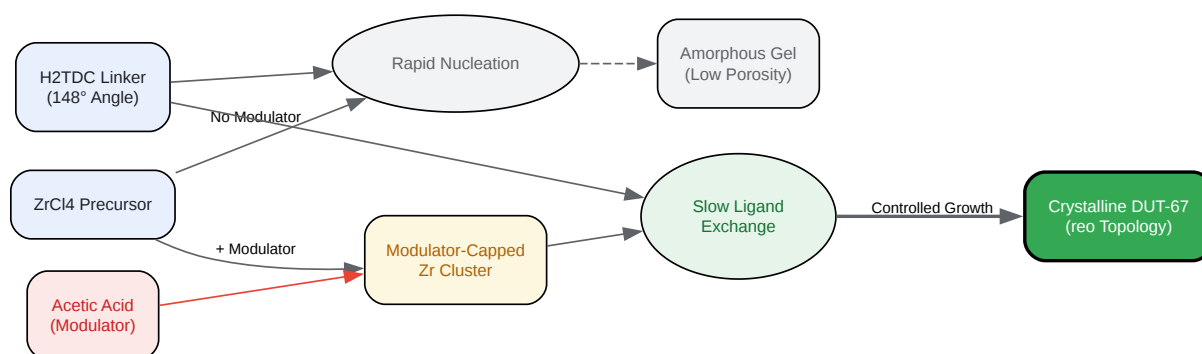 H2TDC Linker
(148° Angle)
Rapid Nucleation
Amorphous Gel
(Low Porosity)
No Modulator
ZrCl4 Precursor
+ Modulator
Acetic Acid
(Modulator)
Modulator-Capped
Zr Cluster
Slow Ligand
Exchange
Controlled Growth
Crystalline DUT-67
(reo Topology)